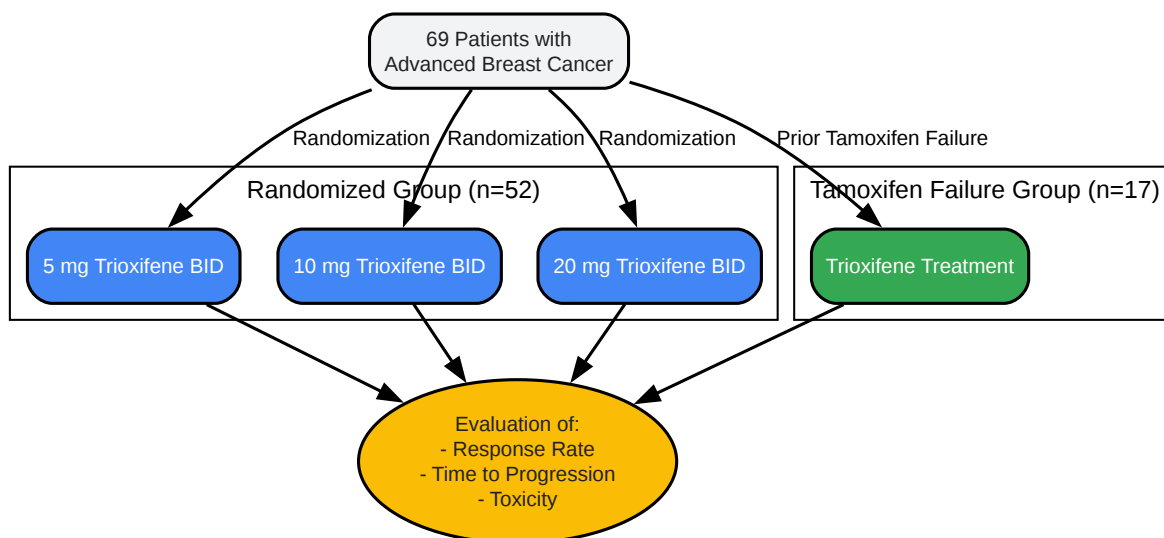 69 Patients with
Advanced Breast Cancer
Randomization
Randomization
Randomization
Prior Tamoxifen Failure
Randomized Group (n=52)
Tamoxifen Failure Group (n=17)
5 mg Trioxifene BID
10 mg Trioxifene BID
20 mg Trioxifene BID
Trioxifene Treatment
Evaluation of:
- Response Rate
- Time to Progression
- Toxicity